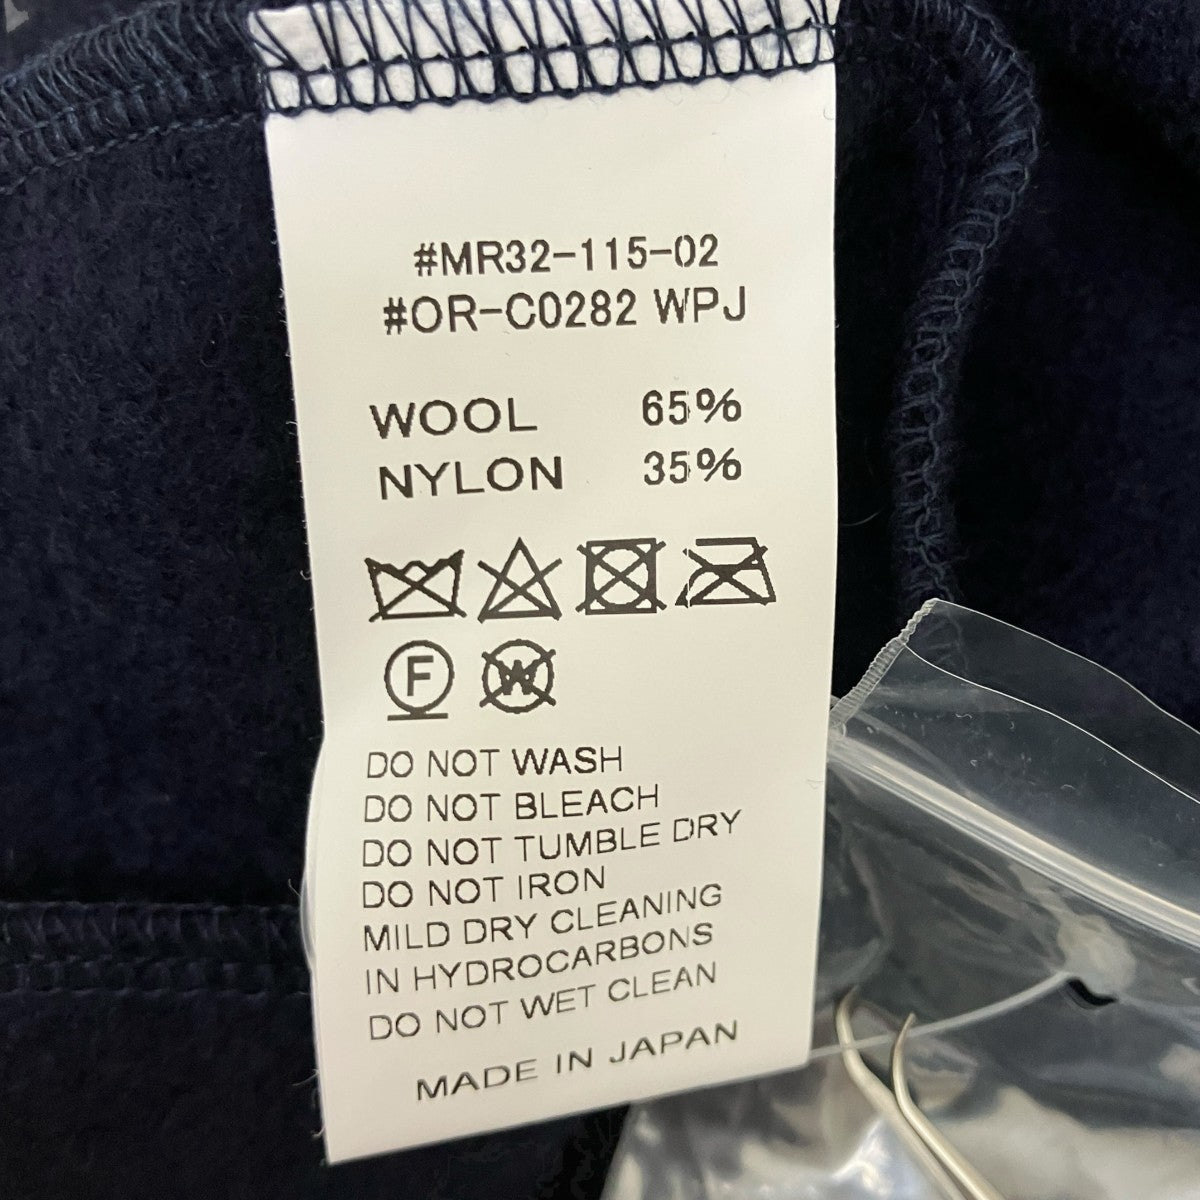 #MR32-115-02
#OR-C0282 WPJ
WOOL 65%
NYLON 35%
F W
DO NOT WASH
DO NOT BLEACH
DO NOT TUMBLE DRY
DO NOT IRON
MILD DRY CLEANING
IN HYDROCARBONS
DO NOT WET CLEAN
MADE IN JAPAN